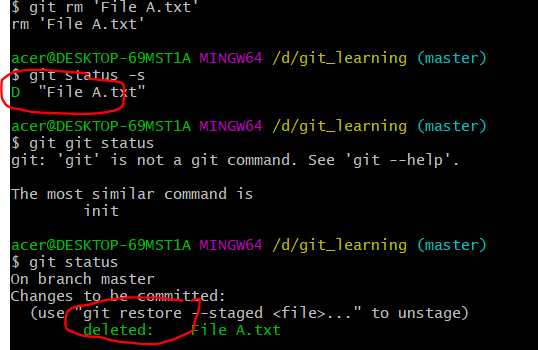 $ git rm 'File A.txt'
rm 'File A.txt'
acer@DESKTOP-69MST1A MINGW64 /d/git_learning (master)
$ git status -s
D  "File A.txt"
acer@DESKTOP-69MST1A MINGW64 /d/git_learning (master)
$ git git status
git: 'git' is not a git command. See 'git --help'.
The most similar command is
        init
acer@DESKTOP-69MST1A MINGW64 /d/git_learning (master)
$ git status
On branch master
Changes to be committed:
  (use "git restore --staged <file>..." to unstage)
        deleted:    File A.txt